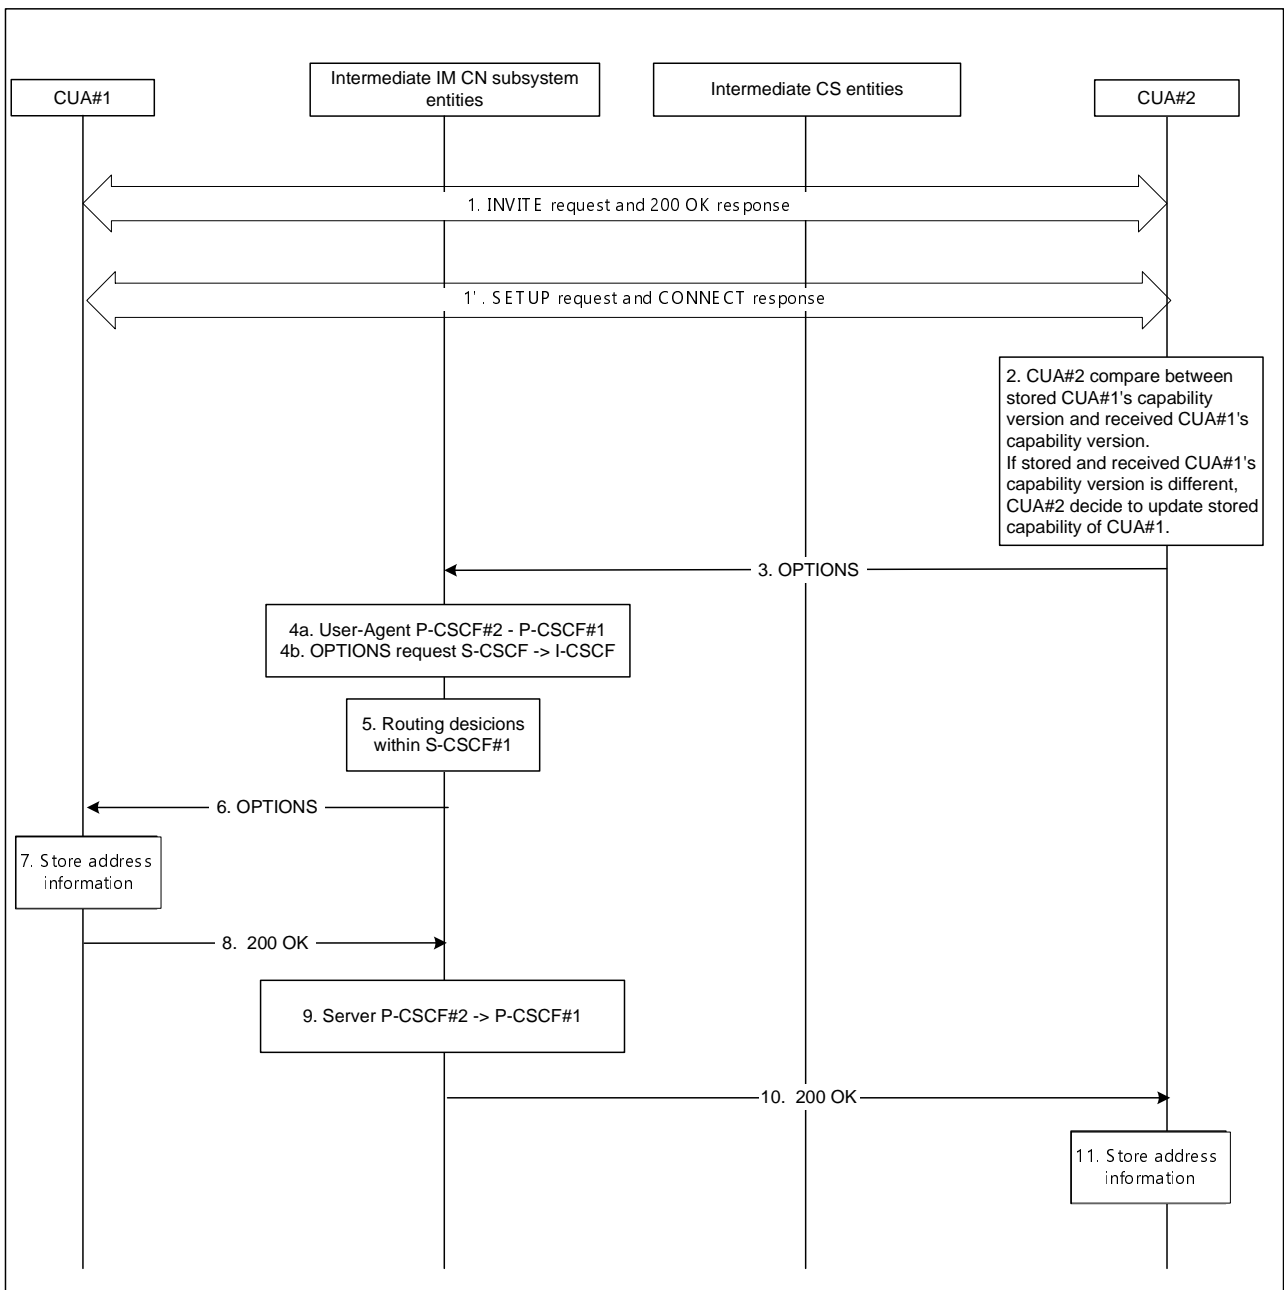 CUA#1
Intermediate IM CN subsystem
entities
Intermediate CS entities
CUA#2
1. INVITE request and 200 OK response
1'. SETUP request and CONNECT response
2. CUA#2 compare between
stored CUA#1's capability
version and received CUA#1's
capability version.
If stored and received CUA#1's
capability version is different,
CUA#2 decide to update stored
capability of CUA#1.
3. OPTIONS
4a. User-Agent P-CSCF#2 - P-CSCF#1
4b. OPTIONS request S-CSCF -> I-CSCF
5. Routing desicions
within S-CSCF#1
6. OPTIONS
7. Store address
information
8. 200 OK
9. Server P-CSCF#2 -> P-CSCF#1
10. 200 OK
11. Store address
information